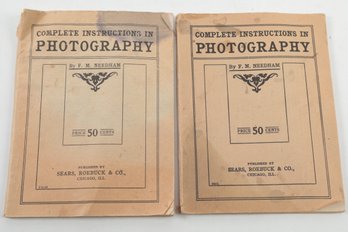 COMPLETE INSTRUCTIONS IN
PHOTOGRAPHY
By F. M. NEEDHAM
PRICE 50 CENTS
PUBLISHED BY
SEARS, ROEBUCK & CO.,
CHICAGO, ILL.
COMPLETE INSTRUCTIONS IN
PHOTOGRAPHY
By F. M. NEEDHAM
PRICE 50 CENTS
PUBLISHED BY
SEARS, ROEBUCK & CO.,
CHICAGO, ILL.